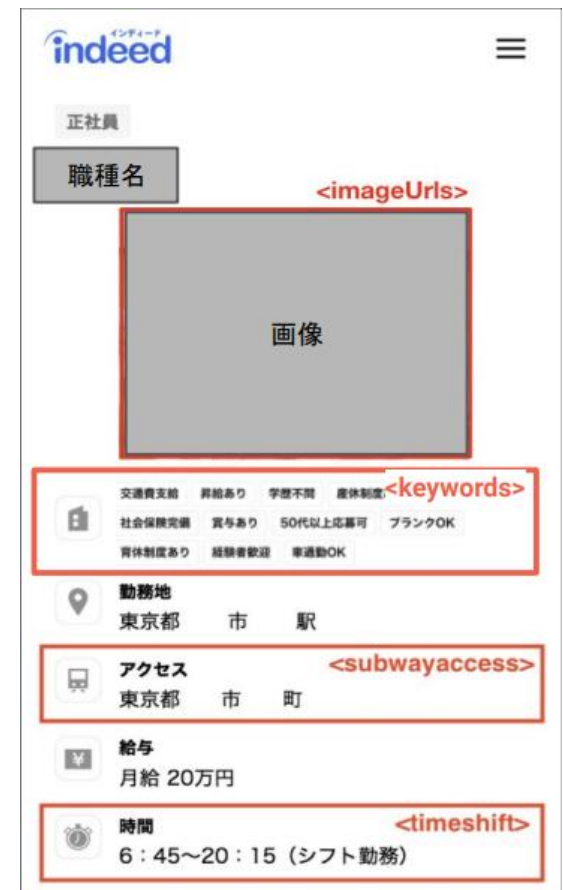 インディード
indeed
正社員
職種名
<imageUrls>
画像
交通費支給 昇給あり 学歴不問 産休制度
<keywords>
社会保険完備 賞与あり 50代以上応募可 ブランクOK
育休制度あり 経験者歓迎 車通勤OK
勤務地
東京都 市 駅
アクセス
<subwayaccess>
東京都 市 町
給与
月給 20万円
時間
<timeshift>
6：45～20：15（シフト勤務）